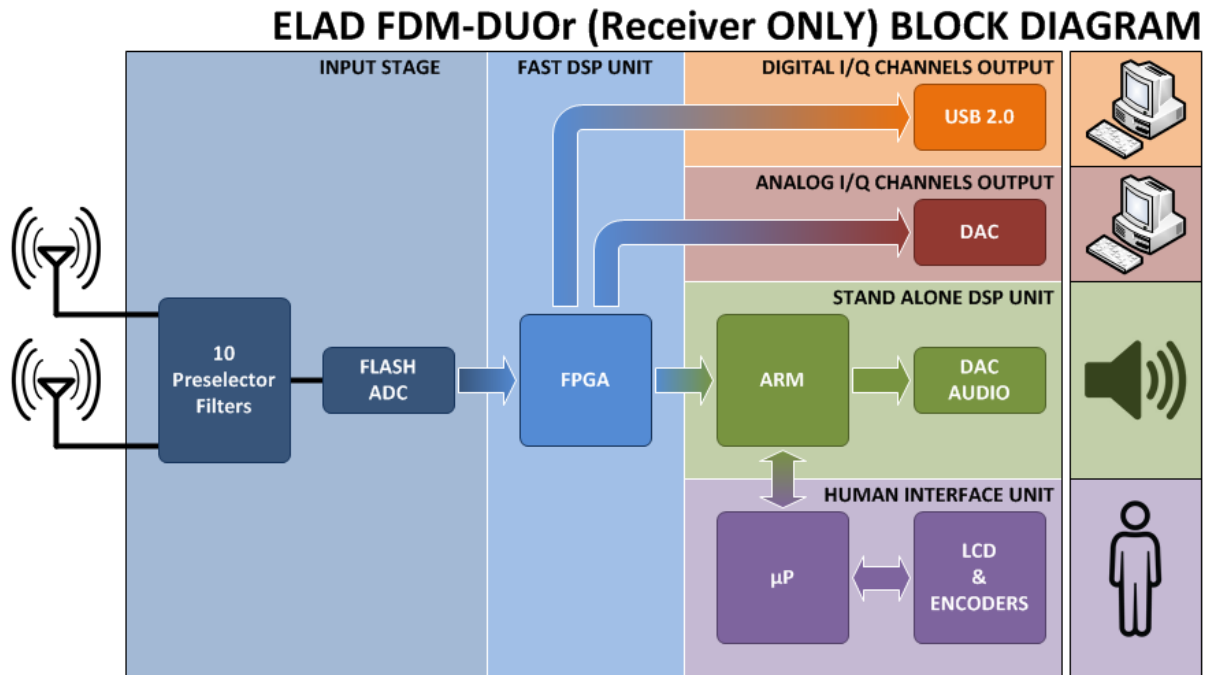 ELAD FDM-DUOr (Receiver ONLY) BLOCK DIAGRAM
INPUT STAGE
FAST DSP UNIT
DIGITAL I/Q CHANNELS OUTPUT
USB 2.0
ANALOG I/Q CHANNELS OUTPUT
DAC
STAND ALONE DSP UNIT
10
Preselector
Filters
FLASH
ADC
FPGA
ARM
DAC
AUDIO
HUMAN INTERFACE UNIT
µP
LCD
&
ENCODERS